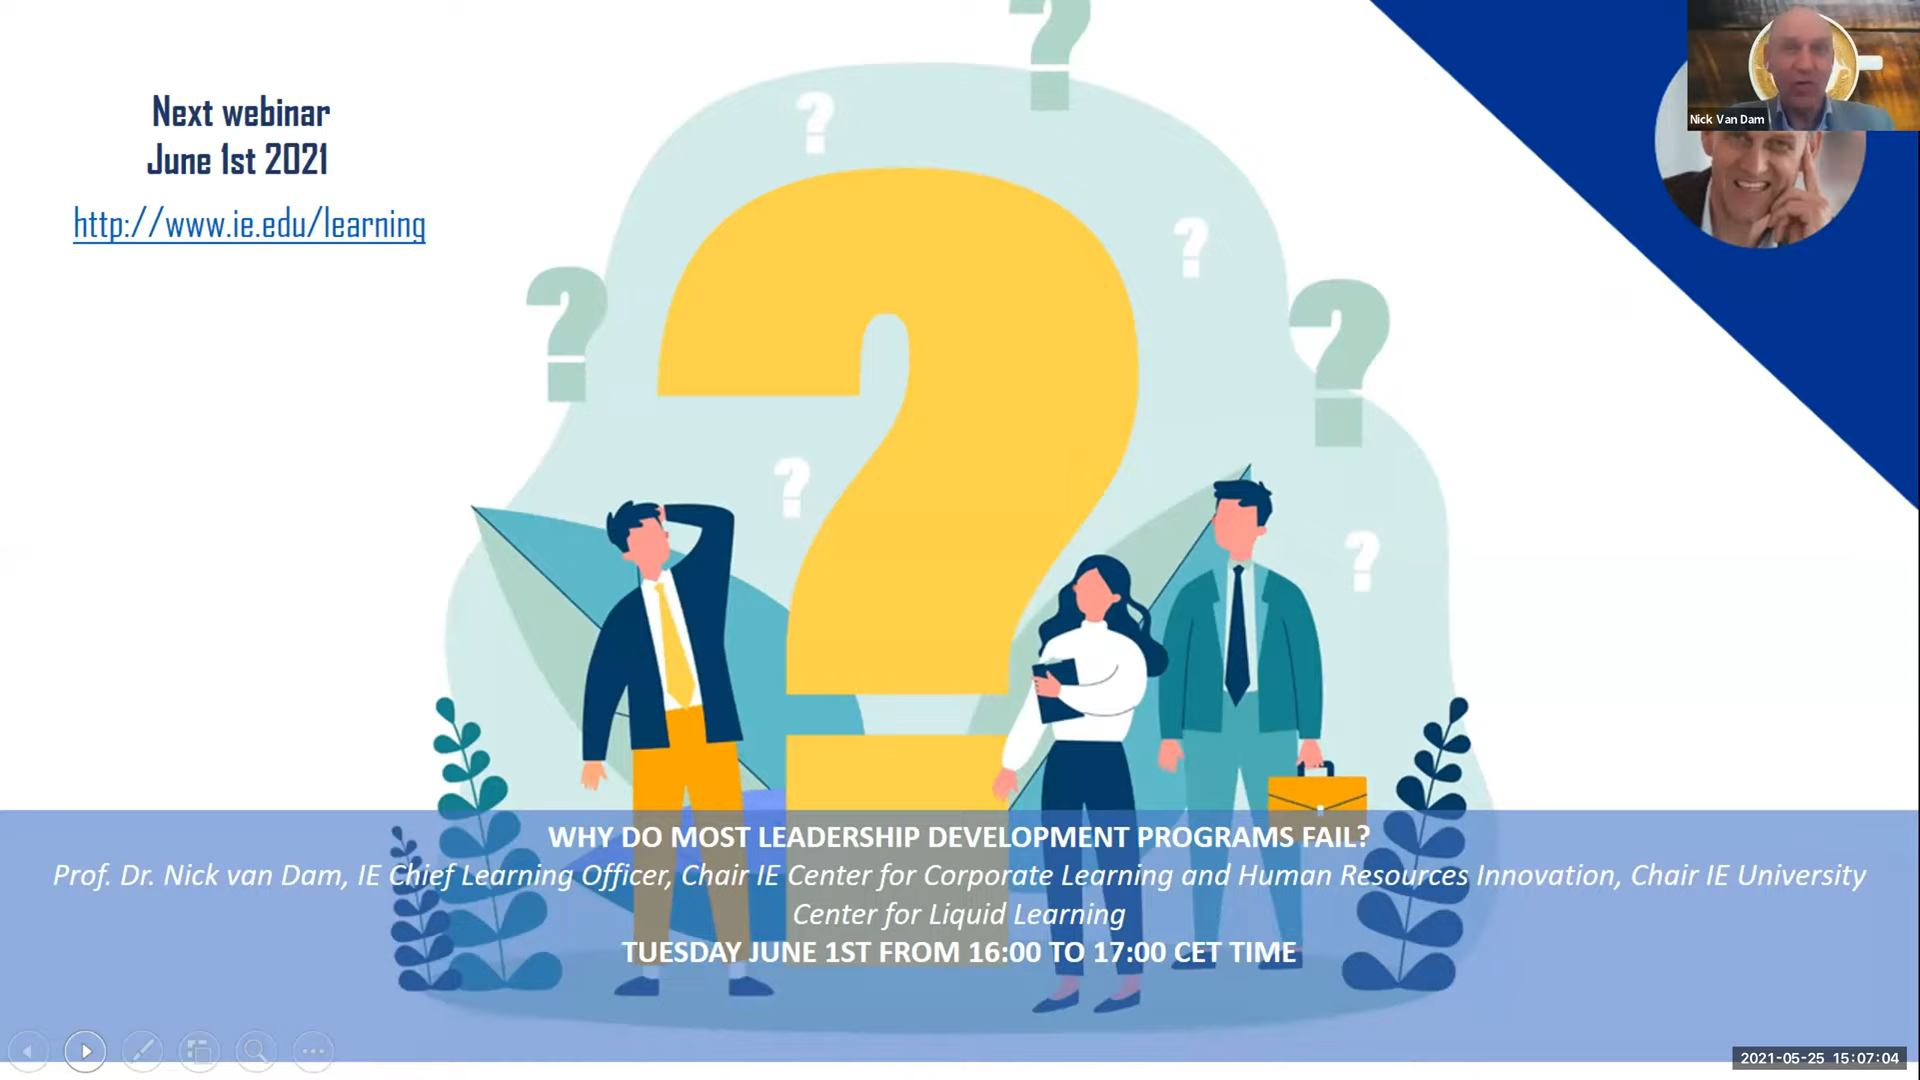 Next webinar
June 1st 2021
http://www.ie.edu/learning
Nick Van Dam
?
?
?
?
?
?
?
?
WHY DO MOST LEADERSHIP DEVELOPMENT PROGRAMS FAIL?
Prof. Dr. Nick van Dam, IE Chief Learning Officer, Chair IE Center for Corporate Learning and Human Resources Innovation, Chair IE University
Center for Liquid Learning
TUESDAY JUNE 1ST FROM 16:00 TO 17:00 CET TIME
2021-05-25 15:07:04